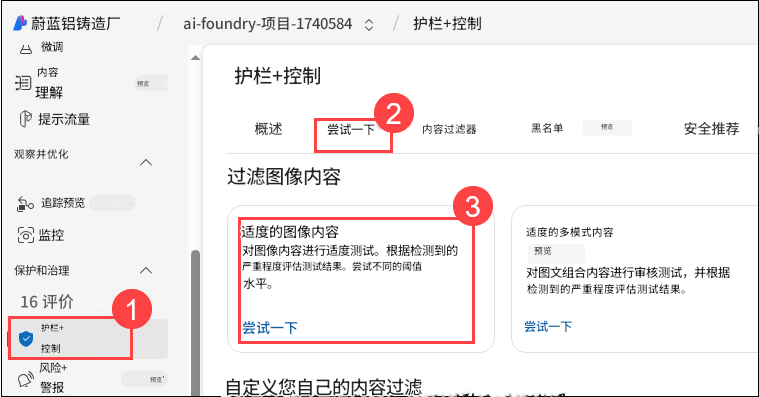 蔚蓝铝铸造厂 / ai-foundry-项目-1740584 / 护栏+控制
微调
内容
理解 预览
提示流量
观察并优化
追踪预览
监控
保护和治理
16 评价
1
护栏+
控制
风险+
警报 预览
护栏+控制
2
概述 尝试一下 内容过滤器 黑名单 预览 安全推荐
过滤图像内容
3
适度的图像内容
对图像内容进行适度测试。根据检测到的
严重程度评估测试结果。尝试不同的阈值
水平。
尝试一下
适度的多模式内容
预览
对图文组合内容进行审核测试，并根据
检测到的严重程度评估测试结果。
尝试一下
自定义您自己的内容过滤